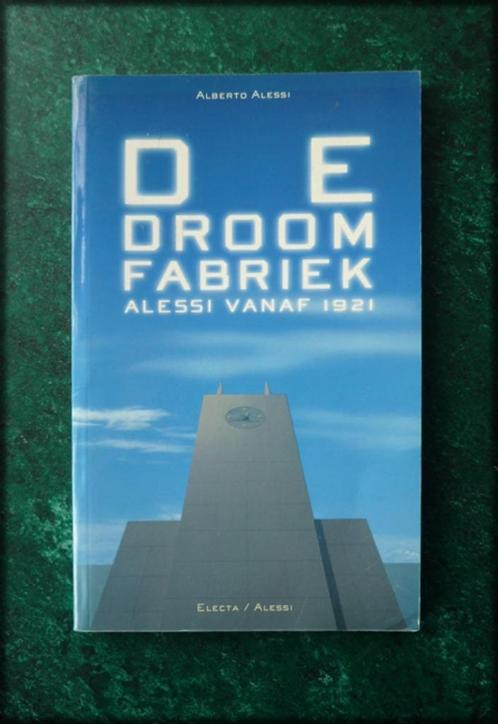 ALBERTO ALESSI
DE
DROOM
FABRIEK
ALESSI VANAF 1921
ELECTA / ALESSI